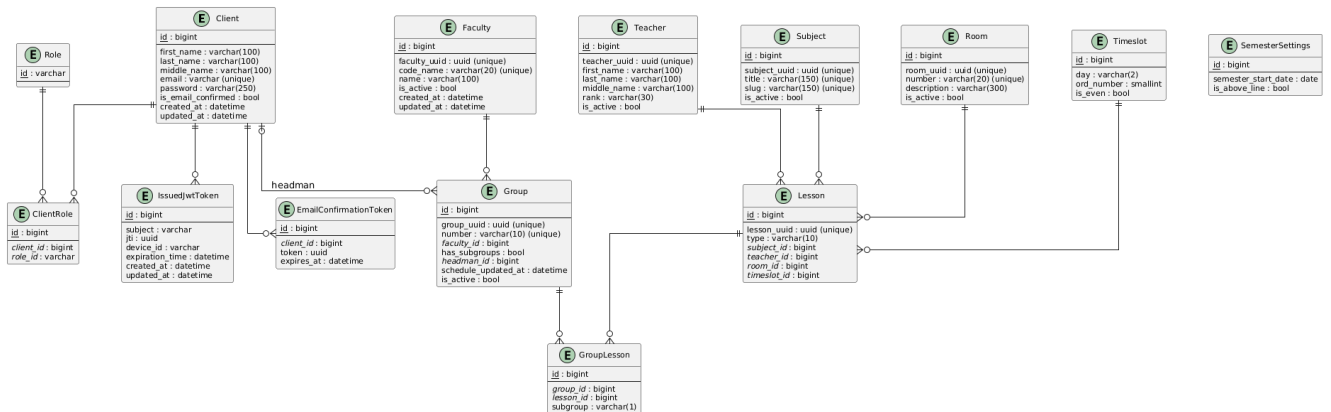 E Role
id : varchar
E Client
id : bigint
first_name : varchar(100)
last_name : varchar(100)
middle_name : varchar(100)
email : varchar (unique)
password : varchar(250)
is_email_confirmed : bool
created_at : datetime
updated_at : datetime
E Faculty
id : bigint
faculty_uuid : uuid (unique)
code_name : varchar(20) (unique)
name : varchar(100)
is_active : bool
created_at : datetime
updated_at : datetime
E Teacher
id : bigint
teacher_uuid : uuid (unique)
first_name : varchar(100)
last_name : varchar(100)
middle_name : varchar(100)
rank : varchar(30)
is_active : bool
E Subject
id : bigint
subject_uuid : uuid (unique)
title : varchar(150) (unique)
slug : varchar(150) (unique)
is_active : bool
E Room
id : bigint
room_uuid : uuid (unique)
number : varchar(20) (unique)
description : varchar(300)
is_active : bool
E Timeslot
id : bigint
day : varchar(2)
ord_number : smallint
is_even : bool
E SemesterSettings
id : bigint
semester_start_date : date
is_above_line : bool
headman
E ClientRole
id : bigint
client_id : bigint
role_id : varchar
E IssuedJwtToken
id : bigint
subject : varchar
jti : uuid
device_id : varchar
expiration_time : datetime
created_at : datetime
updated_at : datetime
E EmailConfirmationToken
id : bigint
client_id : bigint
token : uuid
expires_at : datetime
E Group
id : bigint
group_uuid : uuid (unique)
number : varchar(10) (unique)
faculty_id : bigint
has_subgroups : bool
headman_id : bigint
schedule_updated_at : datetime
is_active : bool
E Lesson
id : bigint
lesson_uuid : uuid (unique)
type : varchar(10)
subject_id : bigint
teacher_id : bigint
room_id : bigint
timeslot_id : bigint
E GroupLesson
id : bigint
group_id : bigint
lesson_id : bigint
subgroup : varchar(1)